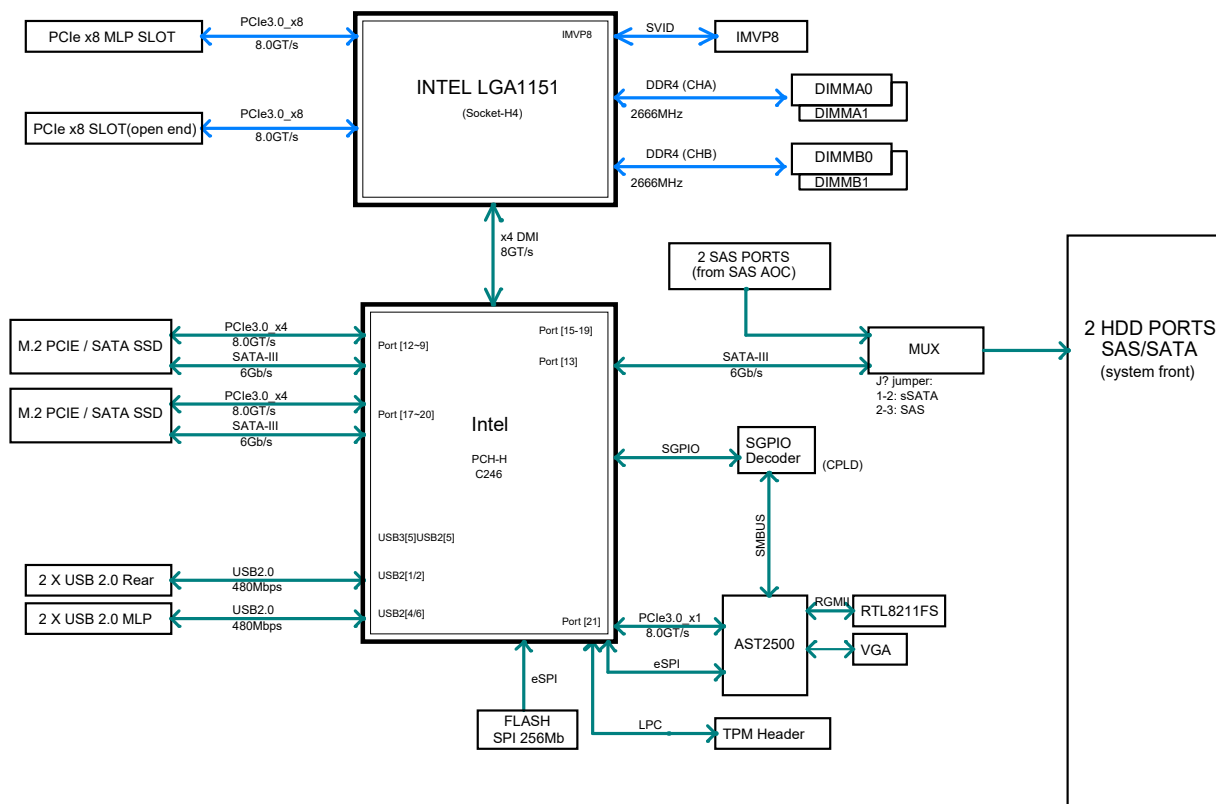 PCIe x8 MLP SLOT
PCIe3.0_x8
8.0GT/s
IMVP8
SVID
IMVP8
INTEL LGA1151
(Socket-H4)
DDR4 (CHA)
2666MHz
DIMMA0
DIMMA1
PCIe x8 SLOT(open end)
PCIe3.0_x8
8.0GT/s
DDR4 (CHB)
2666MHz
DIMMB0
DIMMB1
x4 DMI
8GT/s
2 SAS PORTS
(from SAS AOC)
M.2 PCIE / SATA SSD
PCIe3.0_x4
8.0GT/s
SATA-III
6Gb/s
Port [12~9]
Port [15-19]
Port [13]
SATA-III
6Gb/s
MUX
J? jumper:
1-2: sSATA
2-3: SAS
2 HDD PORTS
SAS/SATA
(system front)
M.2 PCIE / SATA SSD
PCIe3.0_x4
8.0GT/s
SATA-III
6Gb/s
Port [17~20]
Intel
PCH-H
C246
SGPIO
SGPIO
Decoder
(CPLD)
SMBUS
USB3[5]USB2[5]
2 X USB 2.0 Rear
USB2.0
480Mbps
USB2[1/2]
2 X USB 2.0 MLP
USB2.0
480Mbps
USB2[4/6]
Port [21]
PCIe3.0_x1
8.0GT/s
AST2500
RGMII
RTL8211FS
VGA
eSPI
eSPI
FLASH
SPI 256Mb
LPC
TPM Header